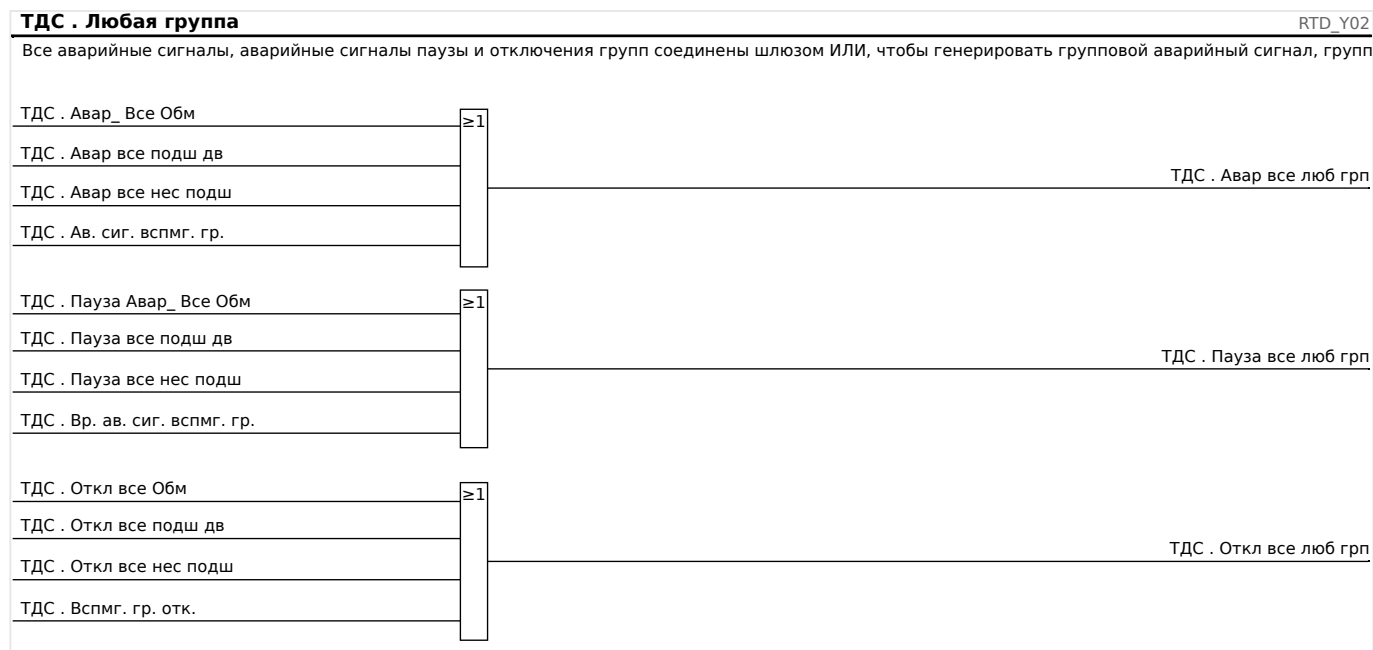 ТДС . Любая группа
RTD_Y02
Все аварийные сигналы, аварийные сигналы паузы и отключения групп соединены шлюзом ИЛИ, чтобы генерировать групповой аварийный сигнал, групп
ТДС . Авар_ Все Обм
≥1
ТДС . Авар все подш дв
ТДС . Авар все люб грп
ТДС . Авар все нес подш
ТДС . Ав. сиг. вспмг. гр.
ТДС . Пауза Авар_ Все Обм
≥1
ТДС . Пауза все подш дв
ТДС . Пауза все люб грп
ТДС . Пауза все нес подш
ТДС . Вр. ав. сиг. вспмг. гр.
ТДС . Откл все Обм
≥1
ТДС . Откл все подш дв
ТДС . Откл все люб грп
ТДС . Откл все нес подш
ТДС . Вспмг. гр. отк.